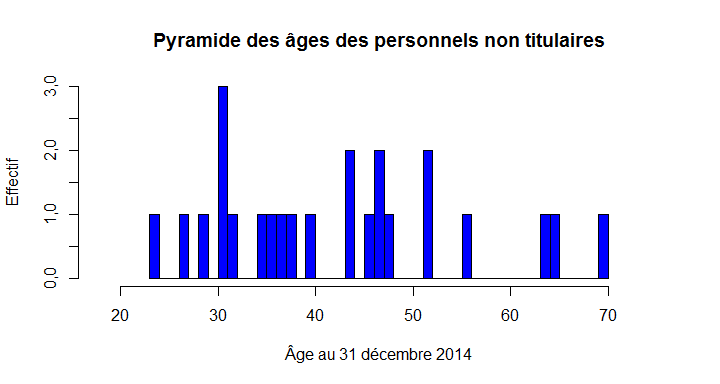 Pyramide des âges des personnels non titulaires
Effectif
3,0
2,0
1,0
0,0
20 30 40 50 60 70
Âge au 31 décembre 2014